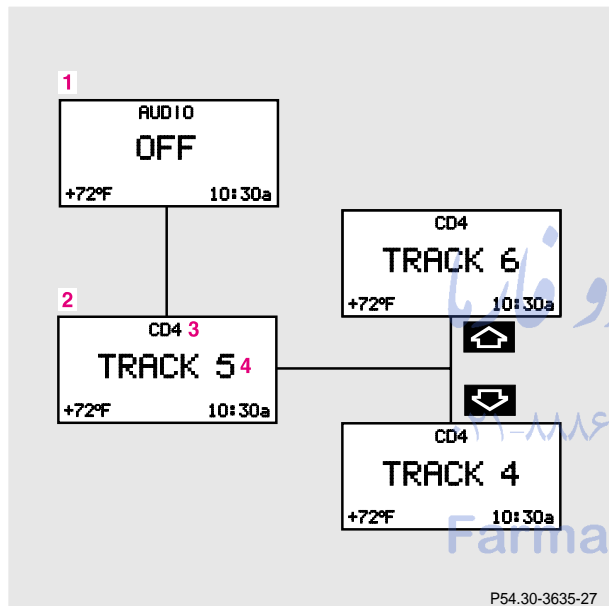 1
AUDIO
OFF
+72°F 10:30a
2
CD4 3
TRACK 5 4
+72°F 10:30a
CD4
TRACK 6
+72°F 10:30a
CD4
TRACK 4
+72°F 10:30a
P54.30-3635-27